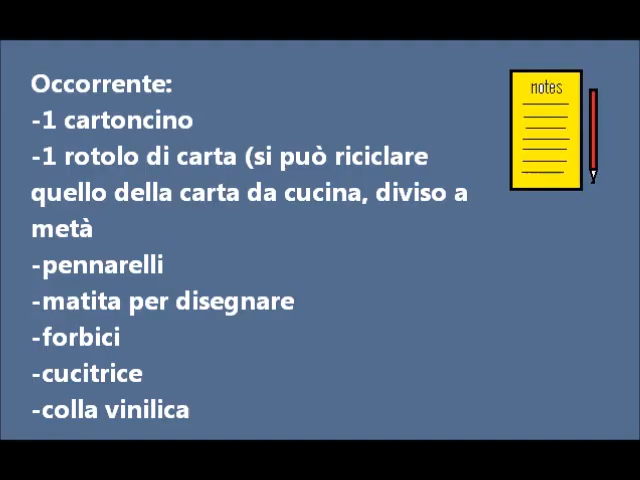 Occorrente:
-1 cartoncino
-1 rotolo di carta (si può riciclare
quello della carta da cucina, diviso a
metà
-pennarelli
-matita per disegnare
-forbici
-cucitrice
-colla vinilica
notes